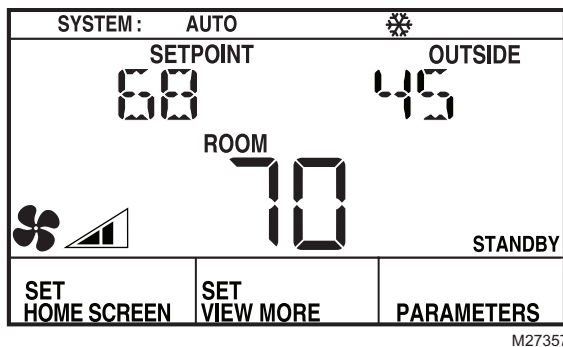 SYSTEM : AUTO
SETPOINT OUTSIDE
68 45
ROOM
70
STANDBY
SET SET
HOME SCREEN VIEW MORE PARAMETERS
M27357